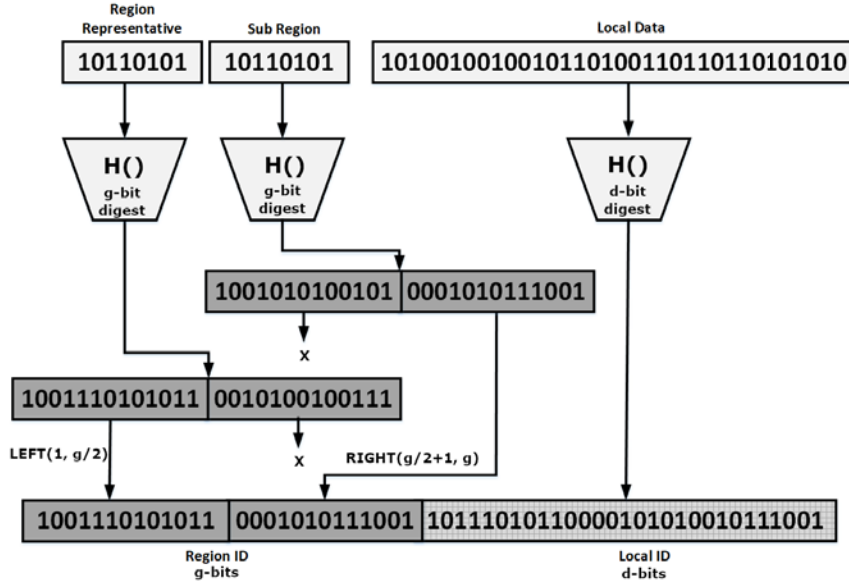 Region
Representative
Sub Region
Local Data
10110101
10110101
1010010010010110100110110110101010
H()
g-bit
digest
H()
g-bit
digest
H()
d-bit
digest
1001010100101
0001010111001
X
1001110101011
0010100100111
LEFT(1, g/2)
X
RIGHT(g/2+1, g)
1001110101011
0001010111001
10111010110000101010010111001
Region ID
g-bits
Local ID
d-bits